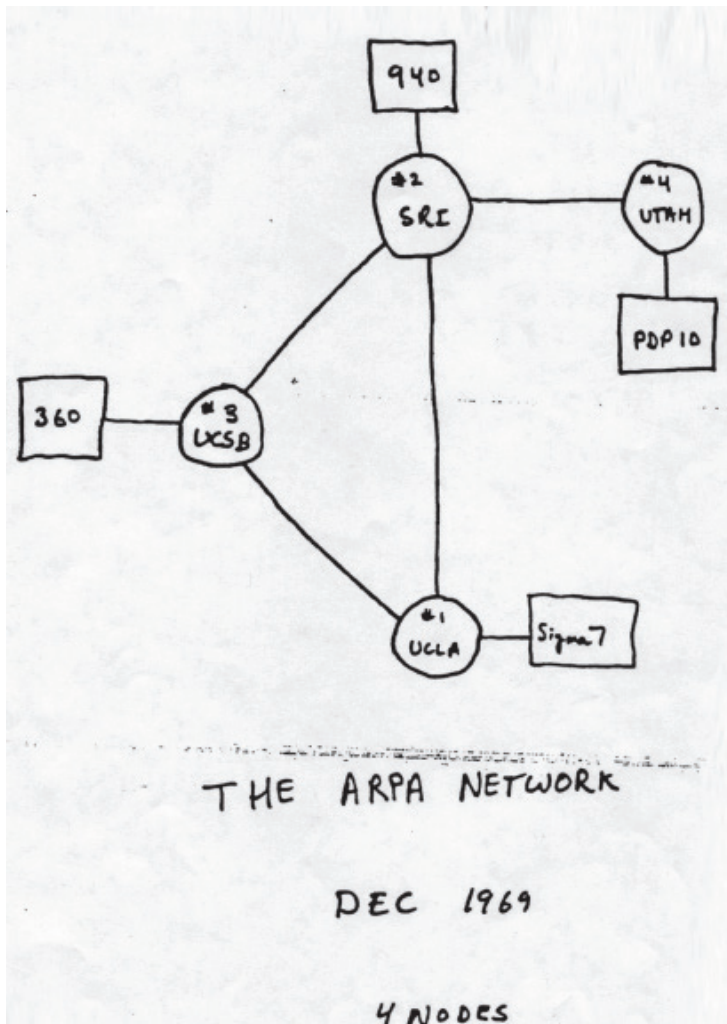 940
#2
SRI
#4
UTAH
PDP 10
360
#3
UCSB
#1
UCLA
Sigma 7
THE ARPA NETWORK
DEC 1969
4 NODES